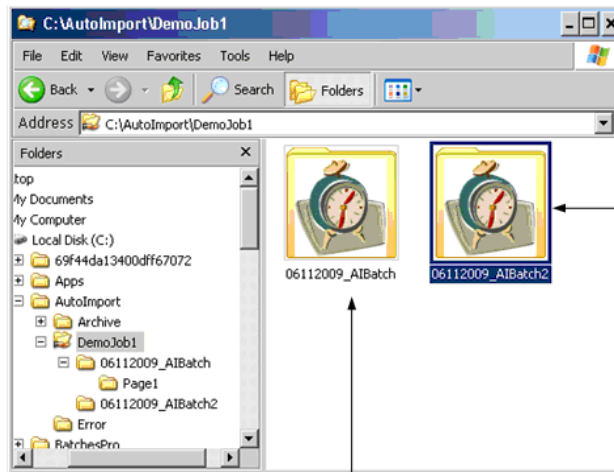 C:\AutoImport\DemoJob1
File Edit View Favorites Tools Help
Back Search Folders
Address C:\AutoImport\DemoJob1
Folders
top
My Documents
My Computer
Local Disk (C:)
69f44da13400dff67072
Apps
AutoImport
Archive
DemoJob1
06112009_AIBatch
Page1
06112009_AIBatch2
Error
BatchesPro
06112009_AIBatch
06112009_AIBatch2